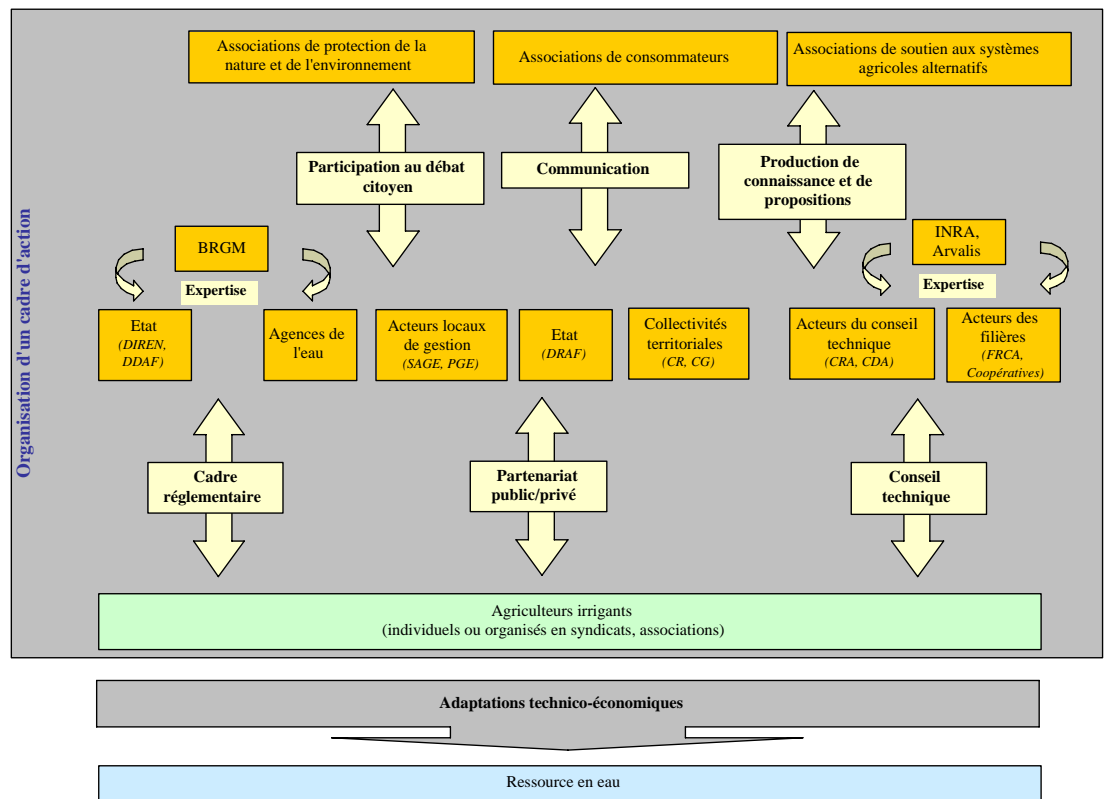 Organisation d'un cadre d'action
Associations de protection de la
nature et de l'environnement
Associations de consommateurs
Associations de soutien aux systèmes
agricoles alternatifs
Participation au débat
citoyen
Communication
Production de
connaissance et de
propositions
BRGM
Expertise
INRA,
Arvalis
Expertise
Etat
(DIREN,
DDAF)
Agences de
l'eau
Acteurs locaux
de gestion
(SAGE, PGE)
Etat
(DRAF)
Collectivités
territoriales
(CR, CG)
Acteurs du conseil
technique
(CRA, CDA)
Acteurs des
filières
(FRCA,
Coopératives)
Cadre
réglementaire
Partenariat
public/privé
Conseil
technique
Agriculteurs irrigants
(individuels ou organisés en syndicats, associations)
Adaptations technico-économiques
Ressource en eau